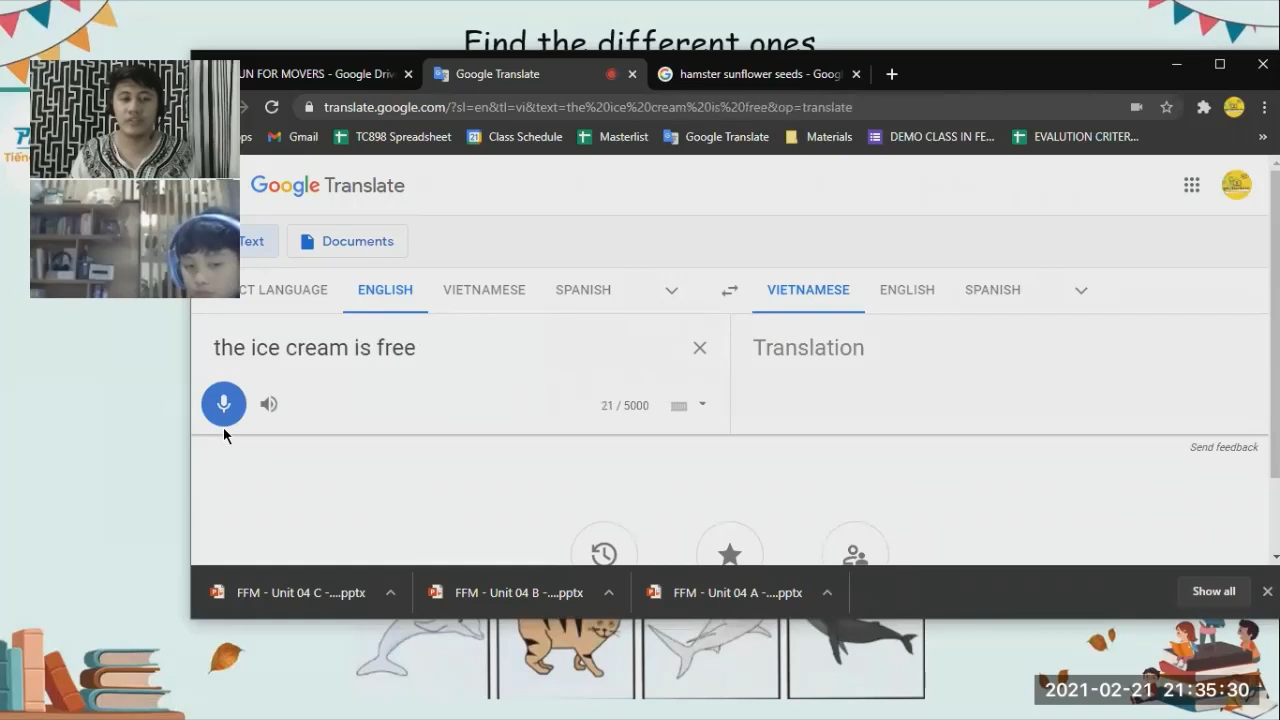 Find the different ones
UN FOR MOVERS - Google Driv
Google Translate
hamster sunflower seeds - Goog
translate.google.com/?sl=en&tl=vi&text=the%20ice%20cream%20is%20free&op=translate
ps
Gmail
TC898 Spreadsheet
Class Schedule
Masterlist
Google Translate
Materials
DEMO CLASS IN FE...
EVALUTION CRITER...
»
Tiếng
Google Translate
Text
Documents
CT LANGUAGE
ENGLISH
VIETNAMESE
SPANISH
VIETNAMESE
ENGLISH
SPANISH
the ice cream is free
Translation
21 / 5000
Send feedback
FFM - Unit 04 C -....pptx
FFM - Unit 04 B -....pptx
FFM - Unit 04 A -....pptx
Show all
2021-02-21 21:35:30